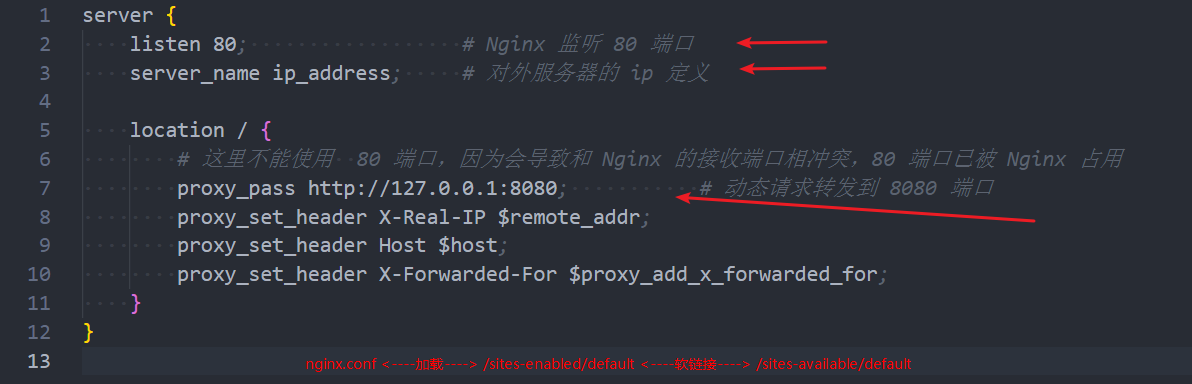 1 server {
2 listen 80; # Nginx 监听 80 端口
3 server_name ip_address; # 对外服务器的 ip 定义
4
5 location / {
6 # 这里不能使用 80 端口，因为会导致和 Nginx 的接收端口相冲突，80 端口已被 Nginx 占用
7 proxy_pass http://127.0.0.1:8080; # 动态请求转发到 8080 端口
8 proxy_set_header X-Real-IP $remote_addr;
9 proxy_set_header Host $host;
10 proxy_set_header X-Forwarded-For $proxy_add_x_forwarded_for;
11 }
12 }
13 nginx.conf <----加载----> /sites-enabled/default <----软链接----> /sites-available/default